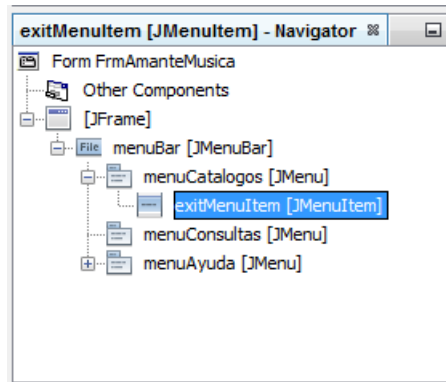 exitMenuItem [JMenuItem] - Navigator
Form FrmAmanteMusica
Other Components
[JFrame]
File menuBar [JMenuBar]
menuCatalogos [JMenu]
exitMenuItem [JMenuItem]
menuConsultas [JMenu]
menuAyuda [JMenu]